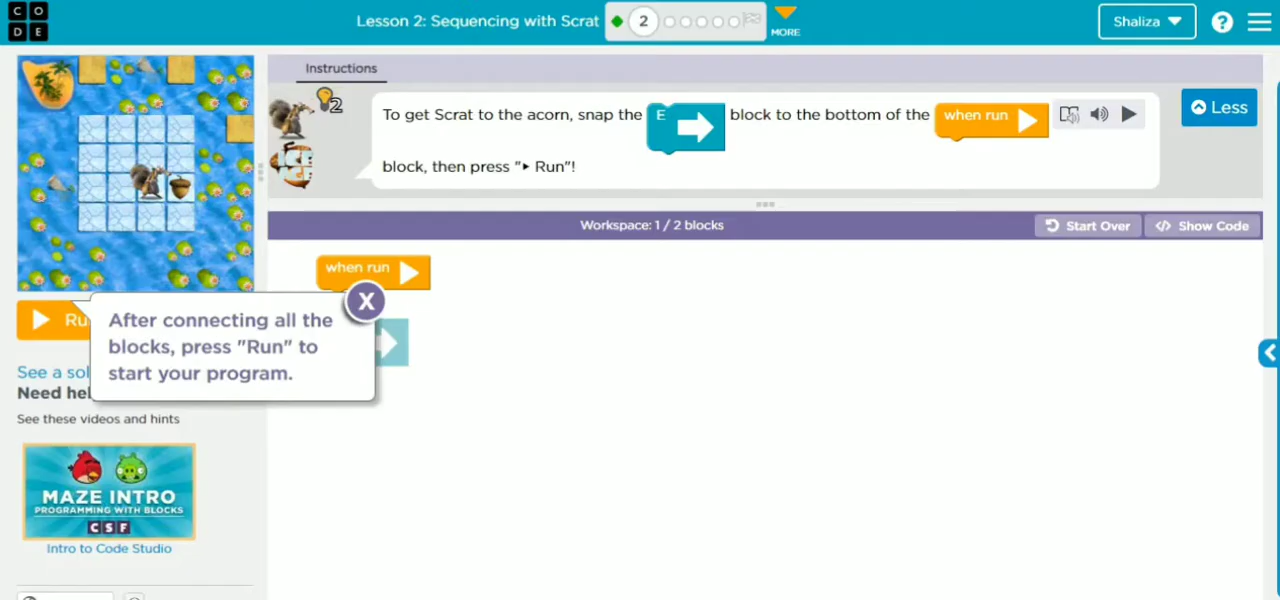 C O
D E
Lesson 2: Sequencing with Scrat
2
MORE
Shaliza
?
Instructions
2
To get Scrat to the acorn, snap the E block to the bottom of the when run
block, then press "▸ Run"!
Less
Workspace: 1 / 2 blocks
Start Over
Show Code
when run
X
Ru
After connecting all the
blocks, press "Run" to
start your program.
See a sol
Need hel
See these videos and hints
MAZE INTRO
PROGRAMMING WITH BLOCKS
C S F
Intro to Code Studio